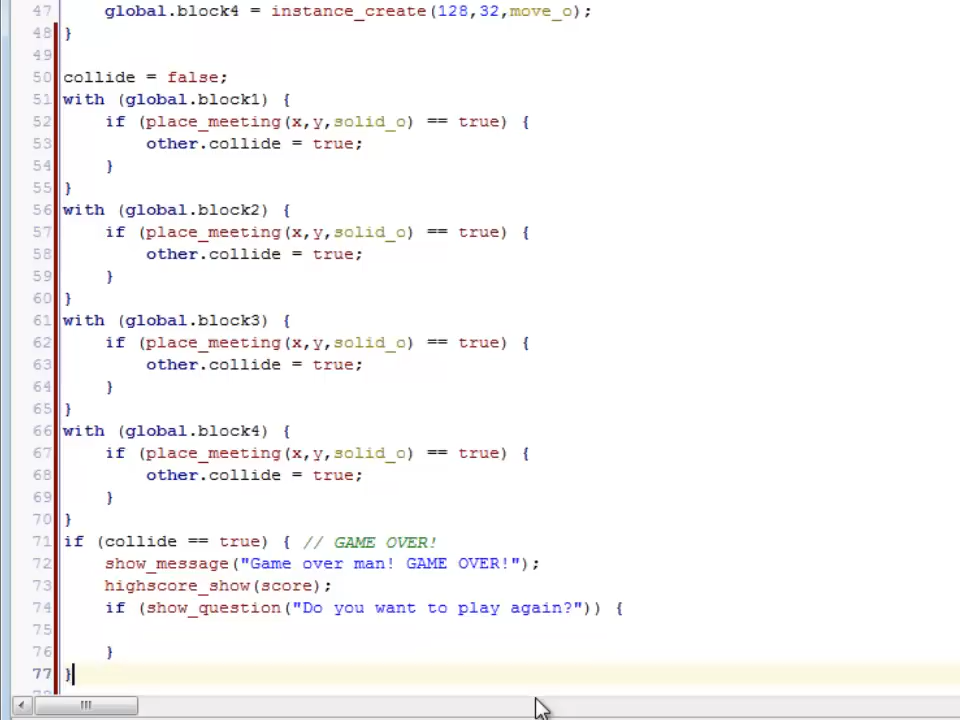 47 global.block4 = instance_create(128,32,move_o);
48 }
49
50 collide = false;
51 with (global.block1) {
52 if (place_meeting(x,y,solid_o) == true) {
53 other.collide = true;
54 }
55 }
56 with (global.block2) {
57 if (place_meeting(x,y,solid_o) == true) {
58 other.collide = true;
59 }
60 }
61 with (global.block3) {
62 if (place_meeting(x,y,solid_o) == true) {
63 other.collide = true;
64 }
65 }
66 with (global.block4) {
67 if (place_meeting(x,y,solid_o) == true) {
68 other.collide = true;
69 }
70 }
71 if (collide == true) { // GAME OVER!
72 show_message("Game over man! GAME OVER!");
73 highscore_show(score);
74 if (show_question("Do you want to play again?")) {
75
76 }
77 }